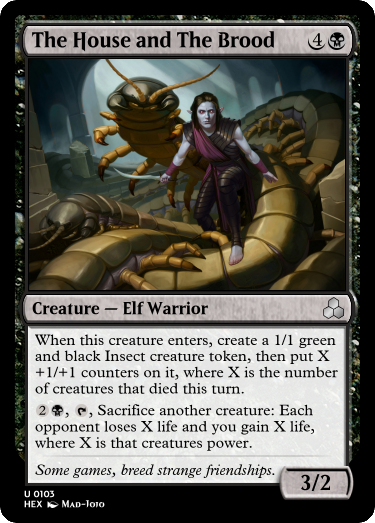 The House and The Brood 4
Creature — Elf Warrior
When this creature enters, create a 1/1 green
and black Insect creature token, then put X
+1/+1 counters on it, where X is the number
of creatures that died this turn.
2 , , Sacrifice another creature: Each
opponent loses X life and you gain X life,
where X is that creatures power.
Some games, breed strange friendships.
3/2
U 0103
HEX Mad-Joto